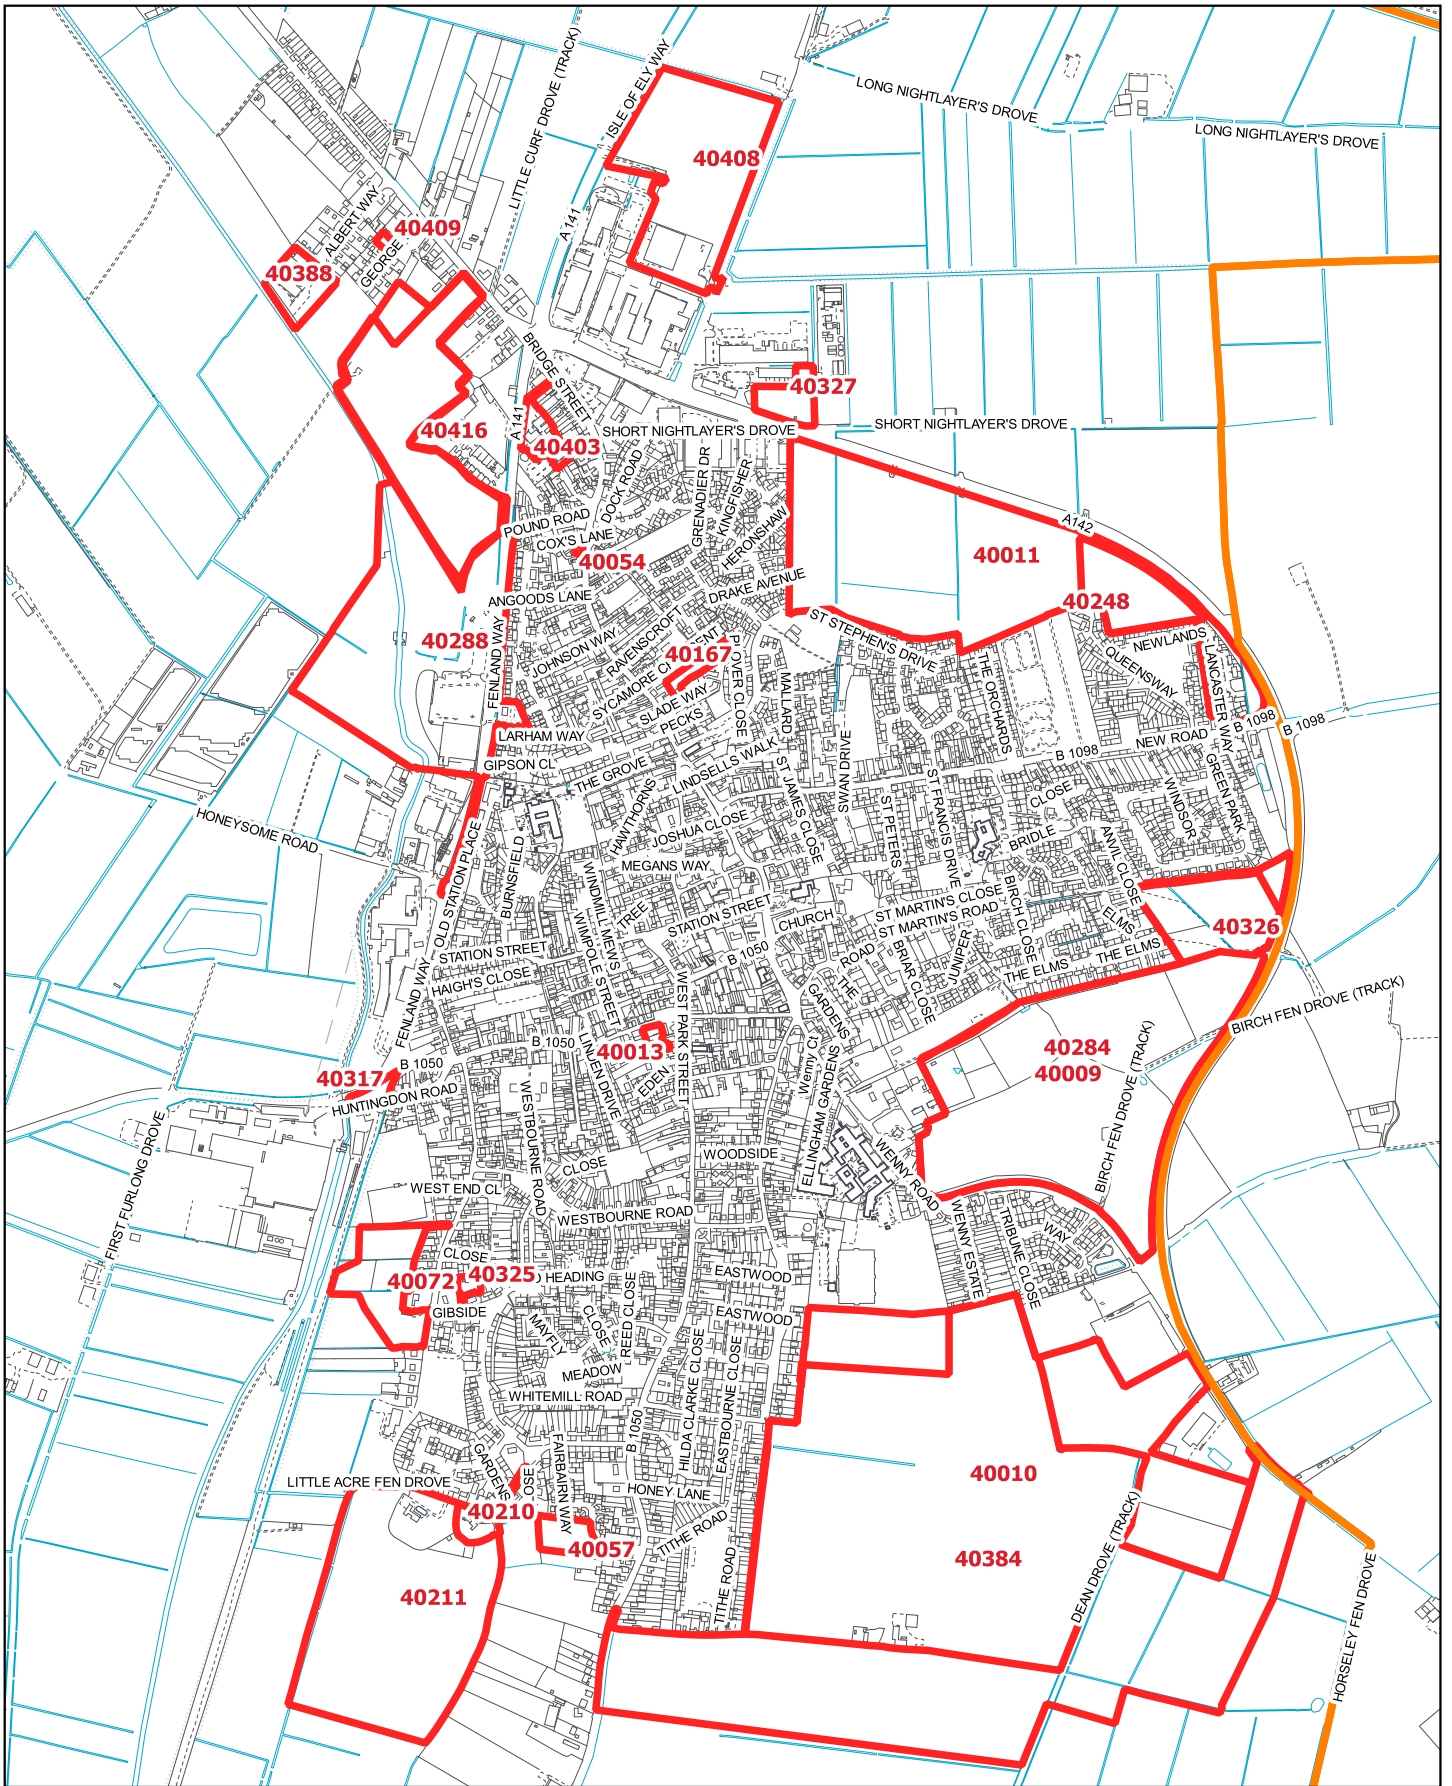 LONG NIGHTLAYER'S DROVE
LONG NIGHTLAYER'S DROVE
LITTLE CURF DROVE (TRACK)
ISLE OF ELY WAY
A 141
40408
ALBERT WAY
GEORGE
40409
40388
BRIDGE STREET
40327
A 141
40416
40403
SHORT NIGHTLAYER'S DROVE
SHORT NIGHTLAYER'S DROVE
DOCK ROAD
GRENADIER DR
KINGFISHER
HERONSHAW
POUND ROAD
COX'S LANE
40054
A142
40011
40248
ANGOODS LANE
DRAKE AVENUE
ST STEPHEN'S DRIVE
40288
FENLAND WAY
JOHNSON WAY
RAVENSCROFT
SYCAMORE
40167
PLOVER CLOSE
SLADE WAY
PECKS
MALLARD
THE ORCHARDS
QUEENSWAY
NEWLANDS
LANCASTER WAY
B 1098
B 1098
LARHAM WAY
GIPSON CL
THE GROVE
LINDSELLS WALK
ST JAMES CLOSE
SWAN DRIVE
B 1098
NEW ROAD
GREEN PARK
WINDSOR
HAWTHORNS
JOSHUA CLOSE
MEGANS WAY
ST PETERS
ST FRANCIS DRIVE
CLOSE
BRIDLE
ANVIL CLOSE
HONEYSOME ROAD
OLD STATION PLACE
BURNSFIELD
WINDMILL MEWS
WIMPOLE STREET
TREE
STATION STREET
CHURCH
ST MARTIN'S CLOSE
ST MARTIN'S ROAD
BIRCH CLOSE
ELMS
40326
STATION STREET
HAIGH'S CLOSE
FENLAND WAY
B 1050
ROAD
THE
GARDENS
BRIAR CLOSE
JUNIPER
THE ELMS
THE ELMS
WEST PARK STREET
BIRCH FEN DROVE (TRACK)
B 1050
LINDEN DRIVE
40013
EDEN
Wenny Ct
ELLINGHAM GARDENS
40284
40009
BIRCH FEN DROVE (TRACK)
40317
B 1050
HUNTINGDON ROAD
FIRST FURLONG DROVE
WESTBOURNE ROAD
CLOSE
WOODSIDE
WENNY ROAD
WEST END CL
WESTBOURNE ROAD
WENNY ESTATE
TRIBUNE CLOSE
WAY
CLOSE
40072
40325
HEADING
EASTWOOD
GIBSIDE
EASTWOOD
MAYFLY
CLOSE
REED CLOSE
MEADOW
WHITEMILL ROAD
HILDA CLARKE CLOSE
EASTBOURNE CLOSE
B 1050
FAIRBAIRN WAY
GARDENS
LITTLE ACRE FEN DROVE
HONEY LANE
40010
40210
40057
TITHE ROAD
TITHE ROAD
40384
DEAN DROVE (TRACK)
40211
HORSELEY FEN DROVE